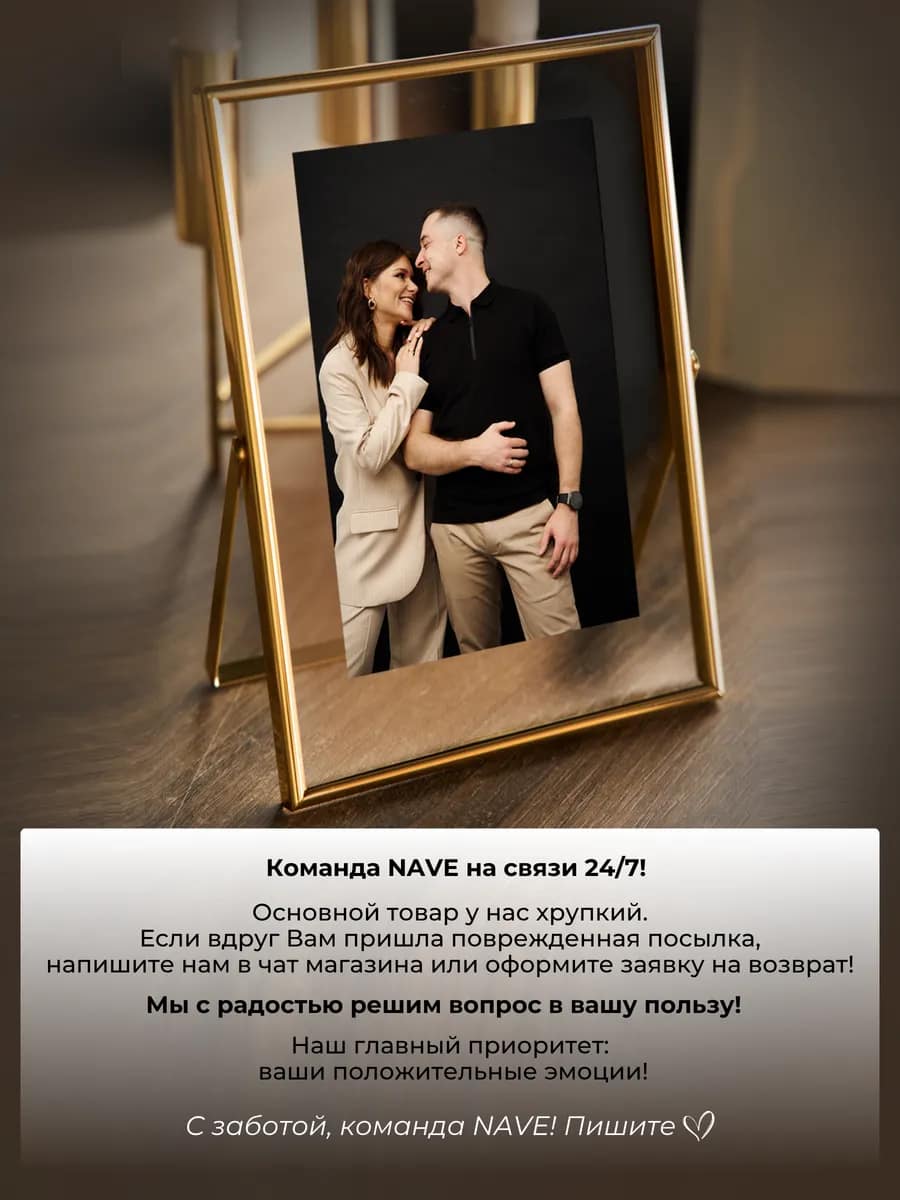 Команда NAVE на связи 24/7!
Основной товар у нас хрупкий.
Если вдруг Вам пришла поврежденная посылка,
напишите нам в чат магазина или оформите заявку на возврат!
Мы с радостью решим вопрос в вашу пользу!
Наш главный приоритет:
ваши положительные эмоции!
С заботой, команда NAVE! Пишите